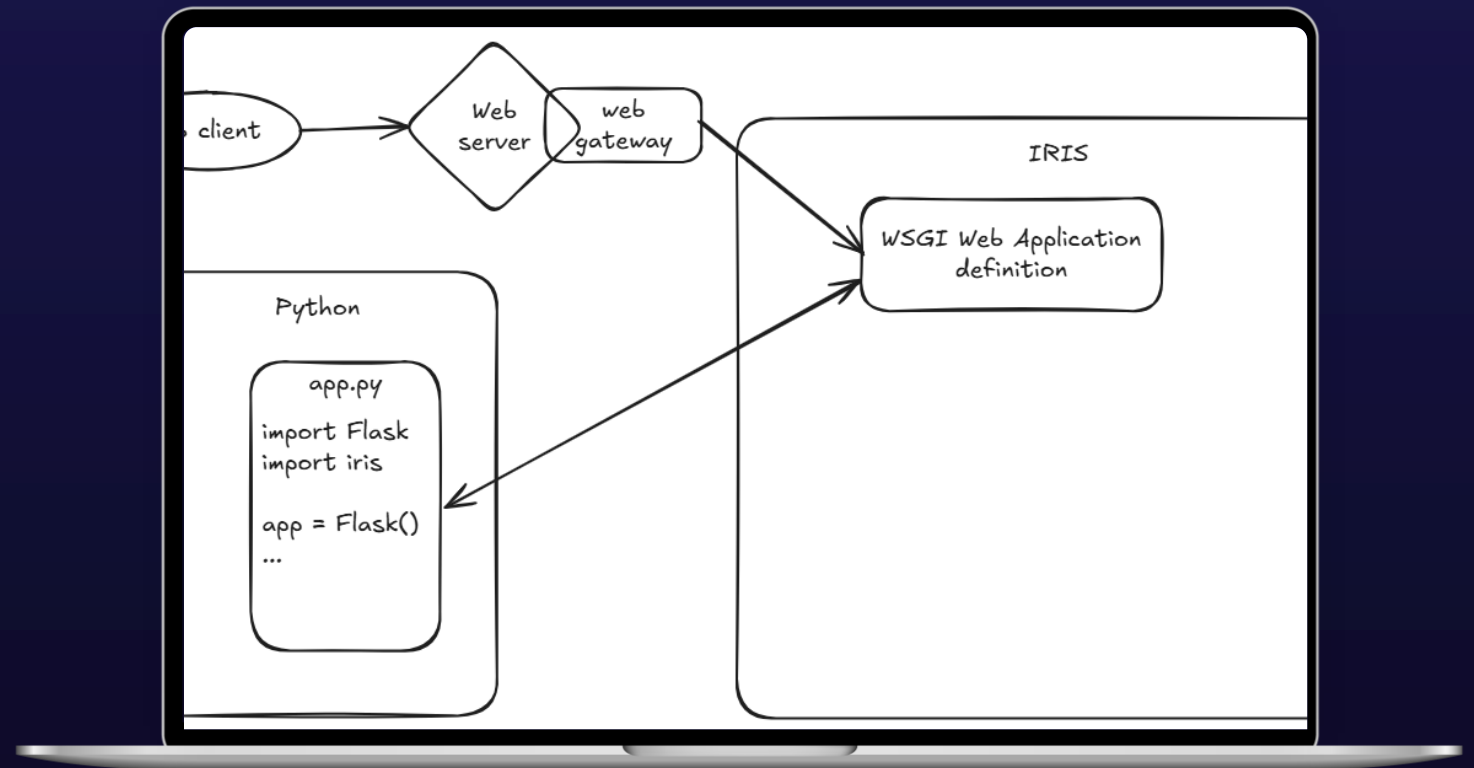 client
Web
server
web
gateway
IRIS
WSGI Web Application
definition
Python
app.py
import Flask
import iris
app = Flask()
...